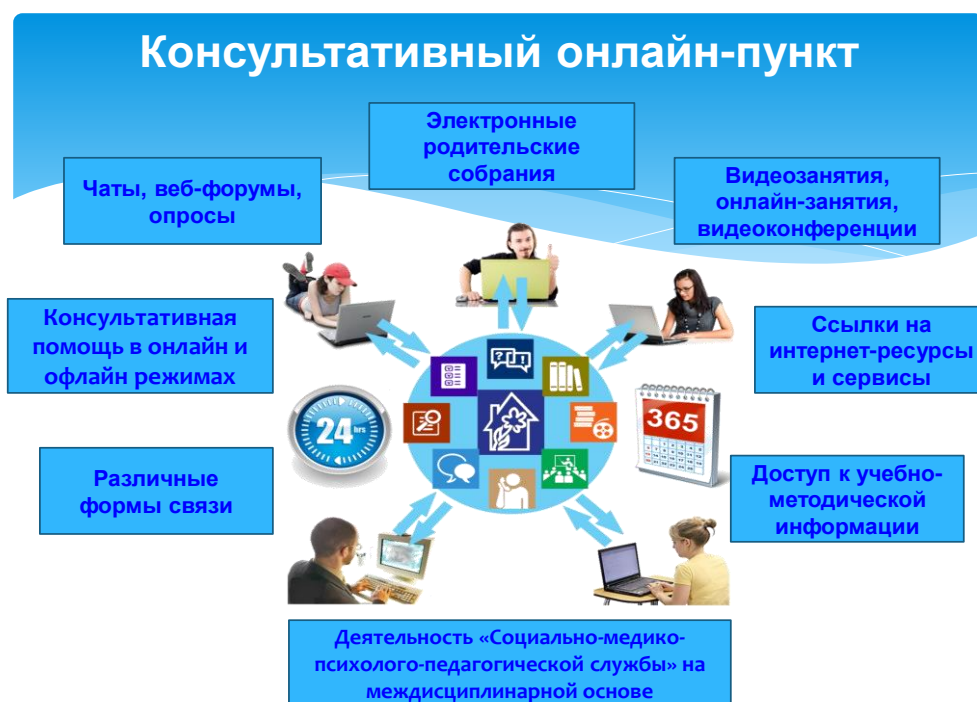 Консультативный онлайн-пункт
Электронные
родительские
собрания
Чаты, веб-форумы,
опросы
Видеозанятия,
онлайн-занятия,
видеоконференции
Консультативная
помощь в онлайн и
офлайн режимах
Ссылки на
интернет-ресурсы
и сервисы
24 hrs
365
Различные
формы связи
Доступ к учебно-
методической
информации
Деятельность «Социально-медико-
психолого-педагогической службы» на
междисциплинарной основе